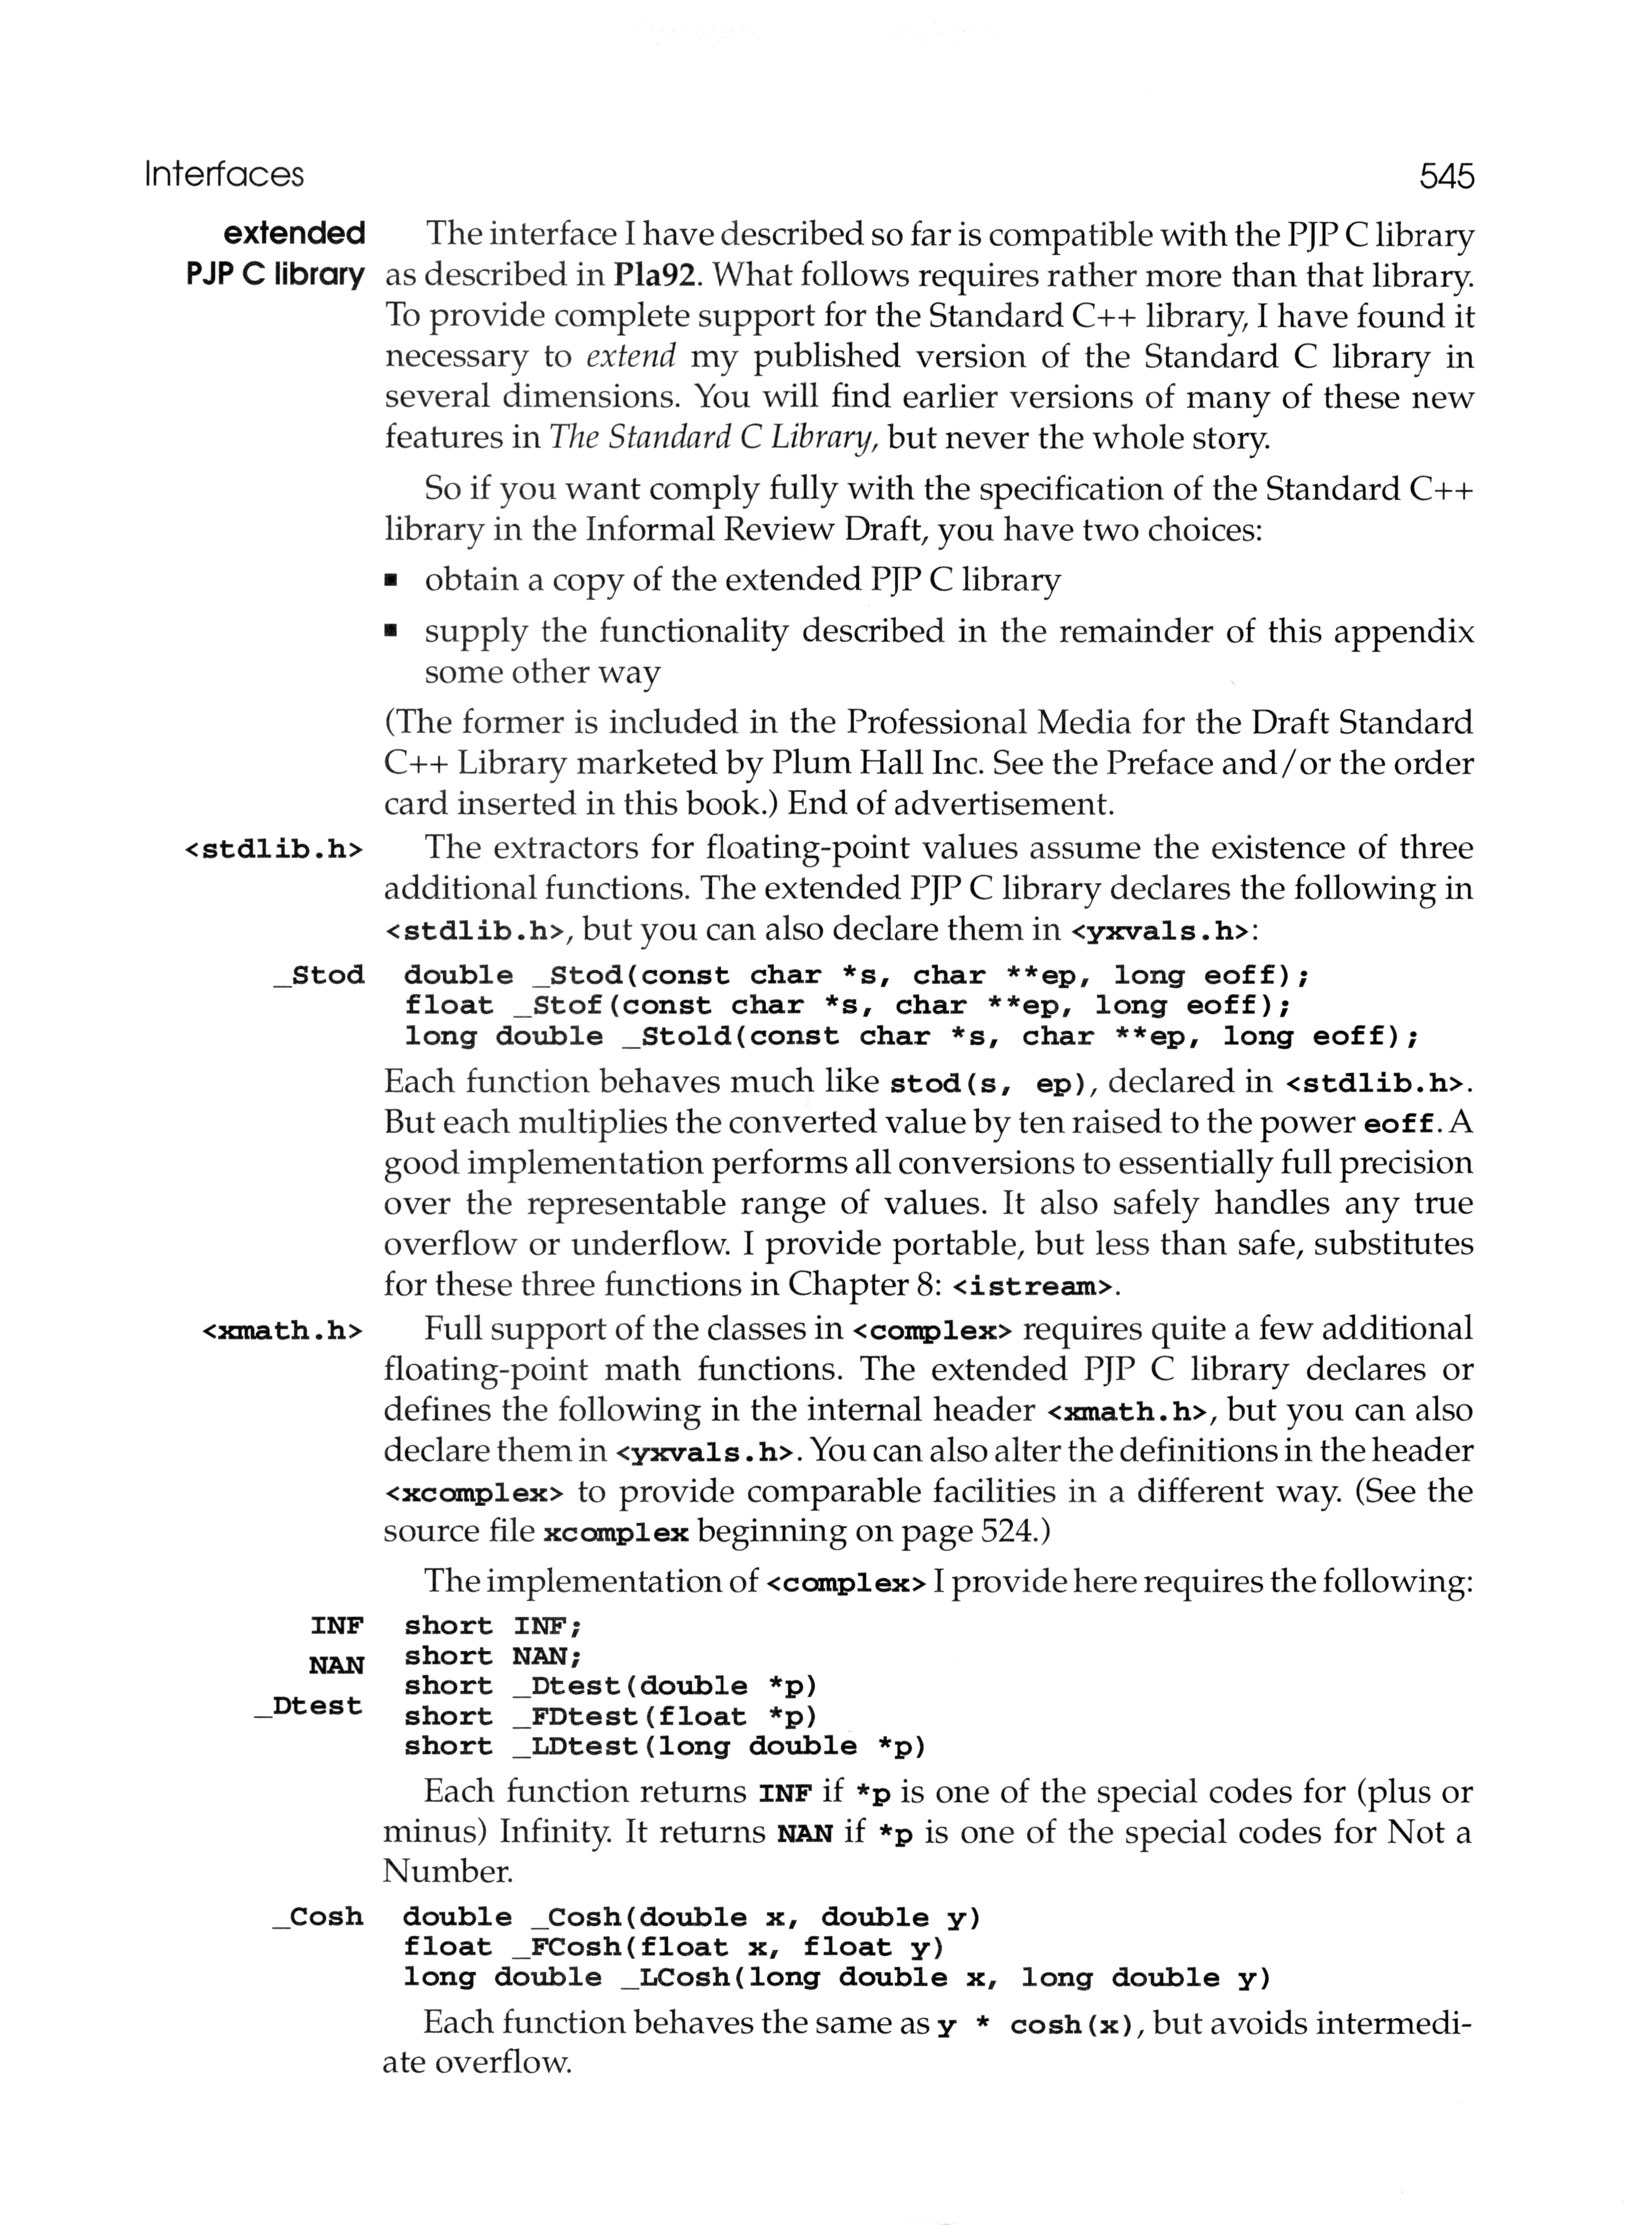 Interfaces 545
extended The interface I have described so far is compatible with the PJP C library
PJP C library as described in Pla92. What follows requires rather more than that library.
To provide complete support for the Standard C++ library, I have found it
necessary to extend my published version of the Standard C library in
several dimensions. You will find earlier versions of many of these new
features in The Standard C Library, but never the whole story.
So if you want comply fully with the specification of the Standard C++
library in the Informal Review Draft, you have two choices:
▪ obtain a copy of the extended PJP C library
▪ supply the functionality described in the remainder of this appendix
some other way
(The former is included in the Professional Media for the Draft Standard
C++ Library marketed by Plum Hall Inc. See the Preface and/or the order
card inserted in this book.) End of advertisement.
<stdlib.h> The extractors for floating-point values assume the existence of three
additional functions. The extended PJP C library declares the following in
<stdlib.h>, but you can also declare them in <yxvals.h>:
_Stod double _Stod(const char *s, char **ep, long eoff);
float _Stof(const char *s, char **ep, long eoff);
long double _Stold(const char *s, char **ep, long eoff);
Each function behaves much like stod(s, ep), declared in <stdlib.h>.
But each multiplies the converted value by ten raised to the power eoff. A
good implementation performs all conversions to essentially full precision
over the representable range of values. It also safely handles any true
overflow or underflow. I provide portable, but less than safe, substitutes
for these three functions in Chapter 8: <istream>.
<xmath.h> Full support of the classes in <complex> requires quite a few additional
floating-point math functions. The extended PJP C library declares or
defines the following in the internal header <xmath.h>, but you can also
declare them in <yxvals.h>. You can also alter the definitions in the header
<xcomplex> to provide comparable facilities in a different way. (See the
source file xcomplex beginning on page 524.)
The implementation of <complex> I provide here requires the following:
INF short INF;
NAN short NAN;
short _Dtest(double *p)
_Dtest short _FDtest(float *p)
short _LDtest(long double *p)
Each function returns INF if *p is one of the special codes for (plus or
minus) Infinity. It returns NAN if *p is one of the special codes for Not a
Number.
_Cosh double _Cosh(double x, double y)
float _FCosh(float x, float y)
long double _LCosh(long double x, long double y)
Each function behaves the same as y * cosh(x), but avoids intermedi-
ate overflow.